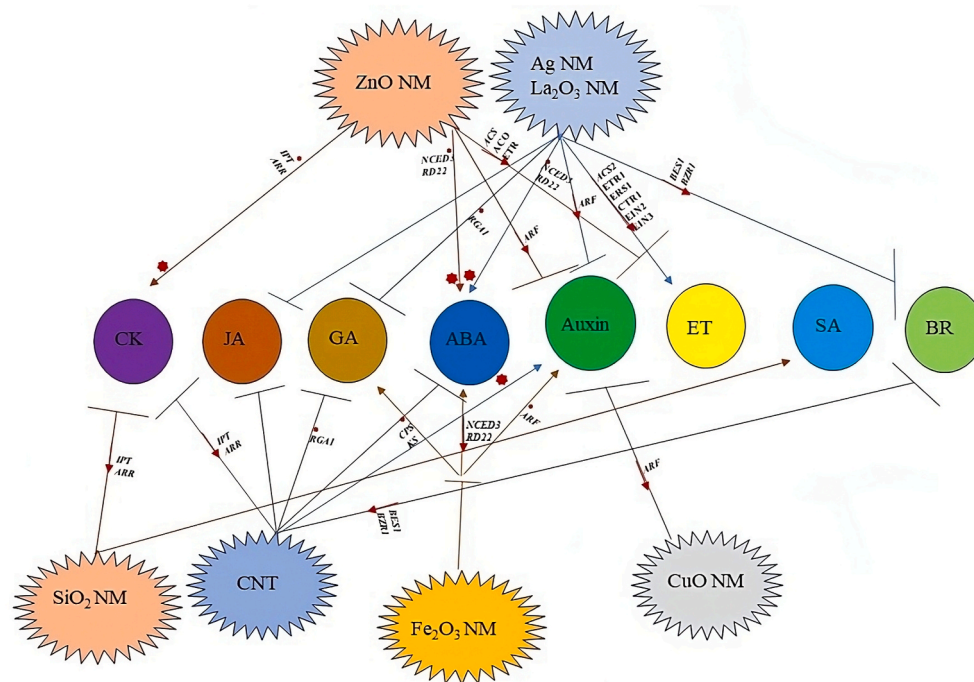 ZnO NM
Ag NM
La₂O₃ NM
IPT
ARR
NCED3
RD22
ACS
ACO
ETR
RGA1
ARF
NCED3
RD22
ARF
ACS2
ETR1
ERS1
CTR1
EIN2
EIN3
BES1
BZR1
CK
JA
GA
ABA
Auxin
ET
SA
BR
IPT
ARR
IPT
ARR
RGA1
CPS
KS
NCED3
RD22
ARF
ARF
BES1
BZR1
SiO₂ NM
CNT
Fe₂O₃ NM
CuO NM